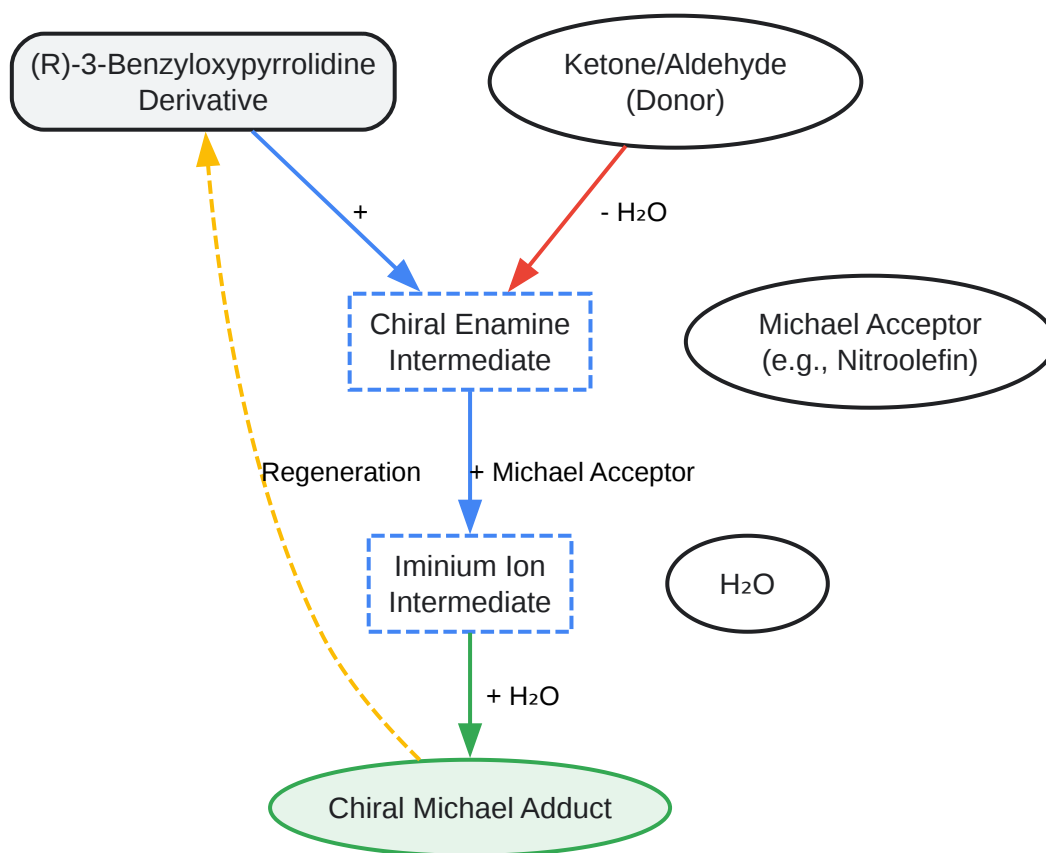 (R)-3-Benzyloxypyrrolidine
Derivative
Ketone/Aldehyde
(Donor)
+
- H₂O
Chiral Enamine
Intermediate
Michael Acceptor
(e.g., Nitroolefin)
Regeneration
+ Michael Acceptor
Iminium Ion
Intermediate
H₂O
+ H₂O
Chiral Michael Adduct